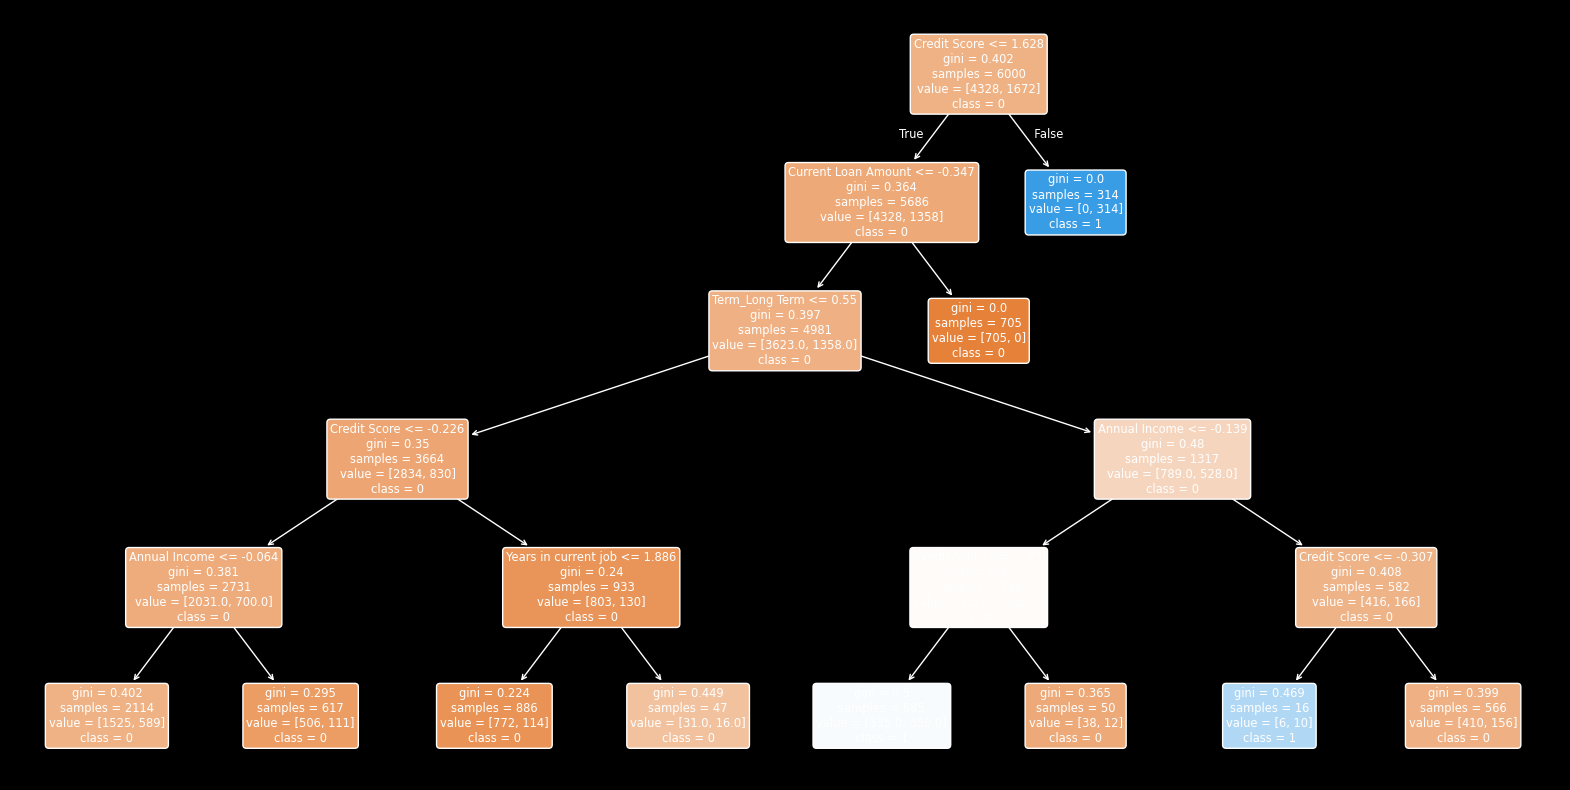 Credit Score <= 1.628
gini = 0.402
samples = 6000
value = [4328, 1672]
class = 0
True
False
Current Loan Amount <= -0.347
gini = 0.364
samples = 5686
value = [4328, 1358]
class = 0
gini = 0.0
samples = 314
value = [0, 314]
class = 1
Term_Long Term <= 0.55
gini = 0.397
samples = 4981
value = [3623.0, 1358.0]
class = 0
gini = 0.0
samples = 705
value = [705, 0]
class = 0
Credit Score <= -0.226
gini = 0.35
samples = 3664
value = [2834, 830]
class = 0
Annual Income <= -0.139
gini = 0.48
samples = 1317
value = [789.0, 528.0]
class = 0
Annual Income <= -0.064
gini = 0.381
samples = 2731
value = [2031.0, 700.0]
class = 0
Years in current job <= 1.886
gini = 0.24
samples = 933
value = [803, 130]
class = 0
Credit Score <= -0.307
gini = 0.408
samples = 582
value = [416, 166]
class = 0
gini = 0.402
samples = 2114
value = [1525, 589]
class = 0
gini = 0.295
samples = 617
value = [506, 111]
class = 0
gini = 0.224
samples = 886
value = [772, 114]
class = 0
gini = 0.449
samples = 47
value = [31.0, 16.0]
class = 0
gini = 0.365
samples = 50
value = [38, 12]
class = 0
gini = 0.469
samples = 16
value = [6, 10]
class = 1
gini = 0.399
samples = 566
value = [410, 156]
class = 0